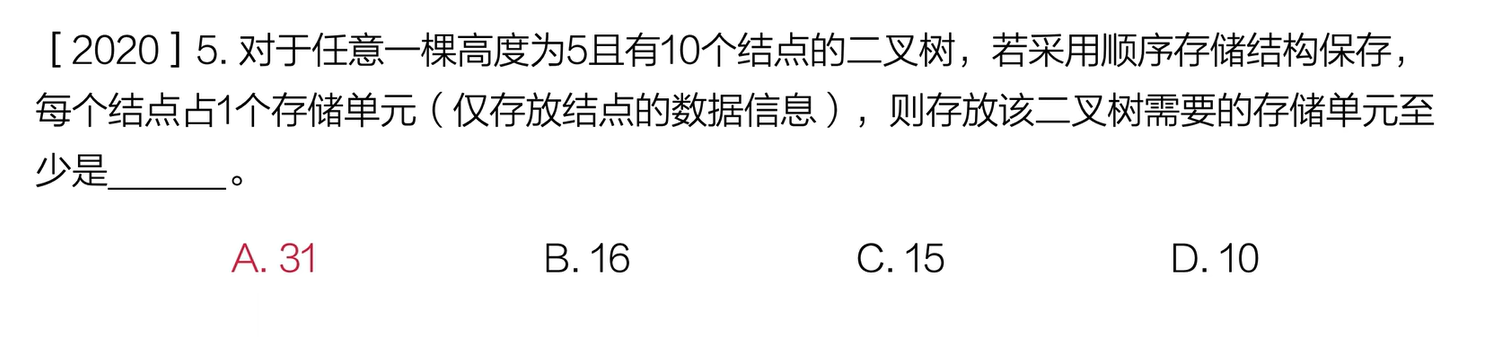 [2020] 5. 对于任意一棵高度为5且有10个结点的二叉树，若采用顺序存储结构保存，
每个结点占1个存储单元（仅存放结点的数据信息），则存放该二叉树需要的存储单元至
少是______。
A. 31 B. 16 C. 15 D. 10